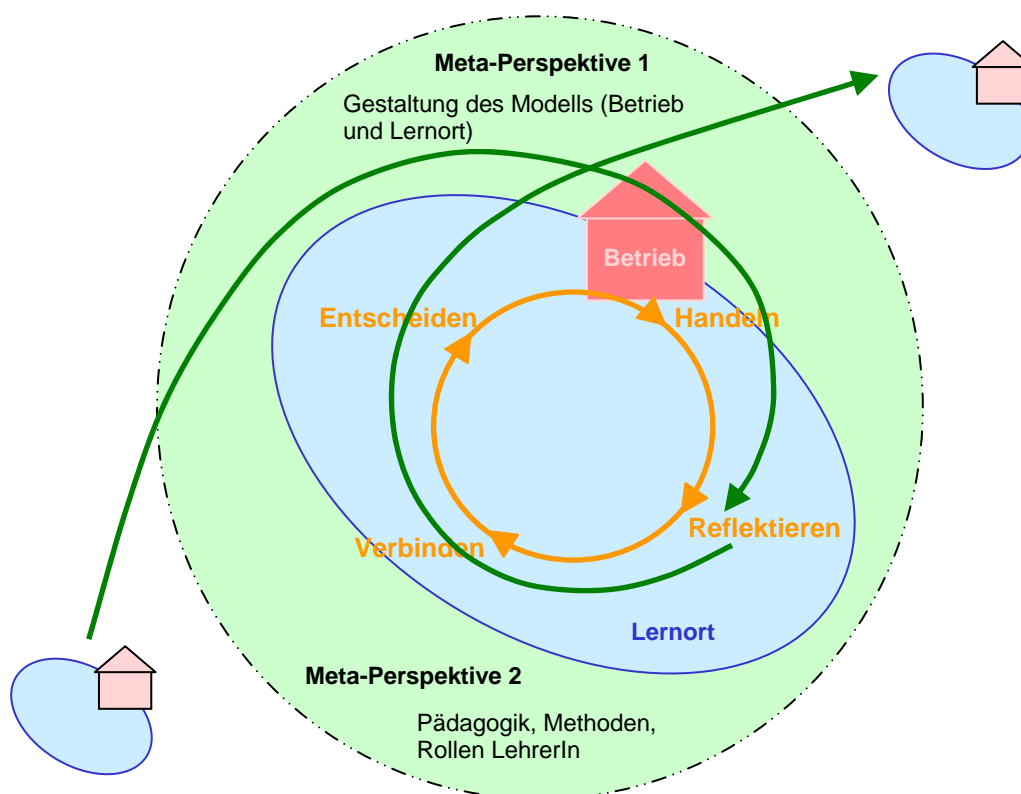 Meta-Perspektive 1
Gestaltung des Modells (Betrieb
und Lernort)
Betrieb
Entscheiden
Handeln
Reflektieren
Verbinden
Lernort
Meta-Perspektive 2
Pädagogik, Methoden,
Rollen LehrerIn